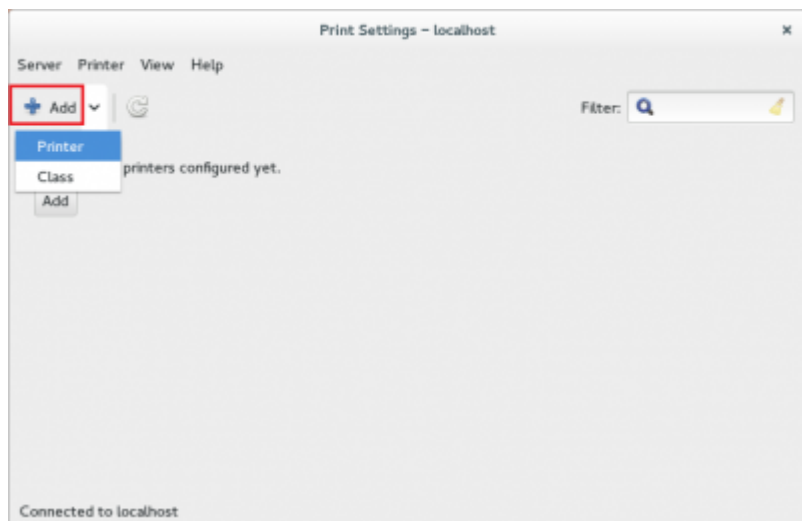 Print Settings – localhost ×
Server Printer View Help
Add Filter:
Printer
Class printers configured yet.
Add
Connected to localhost